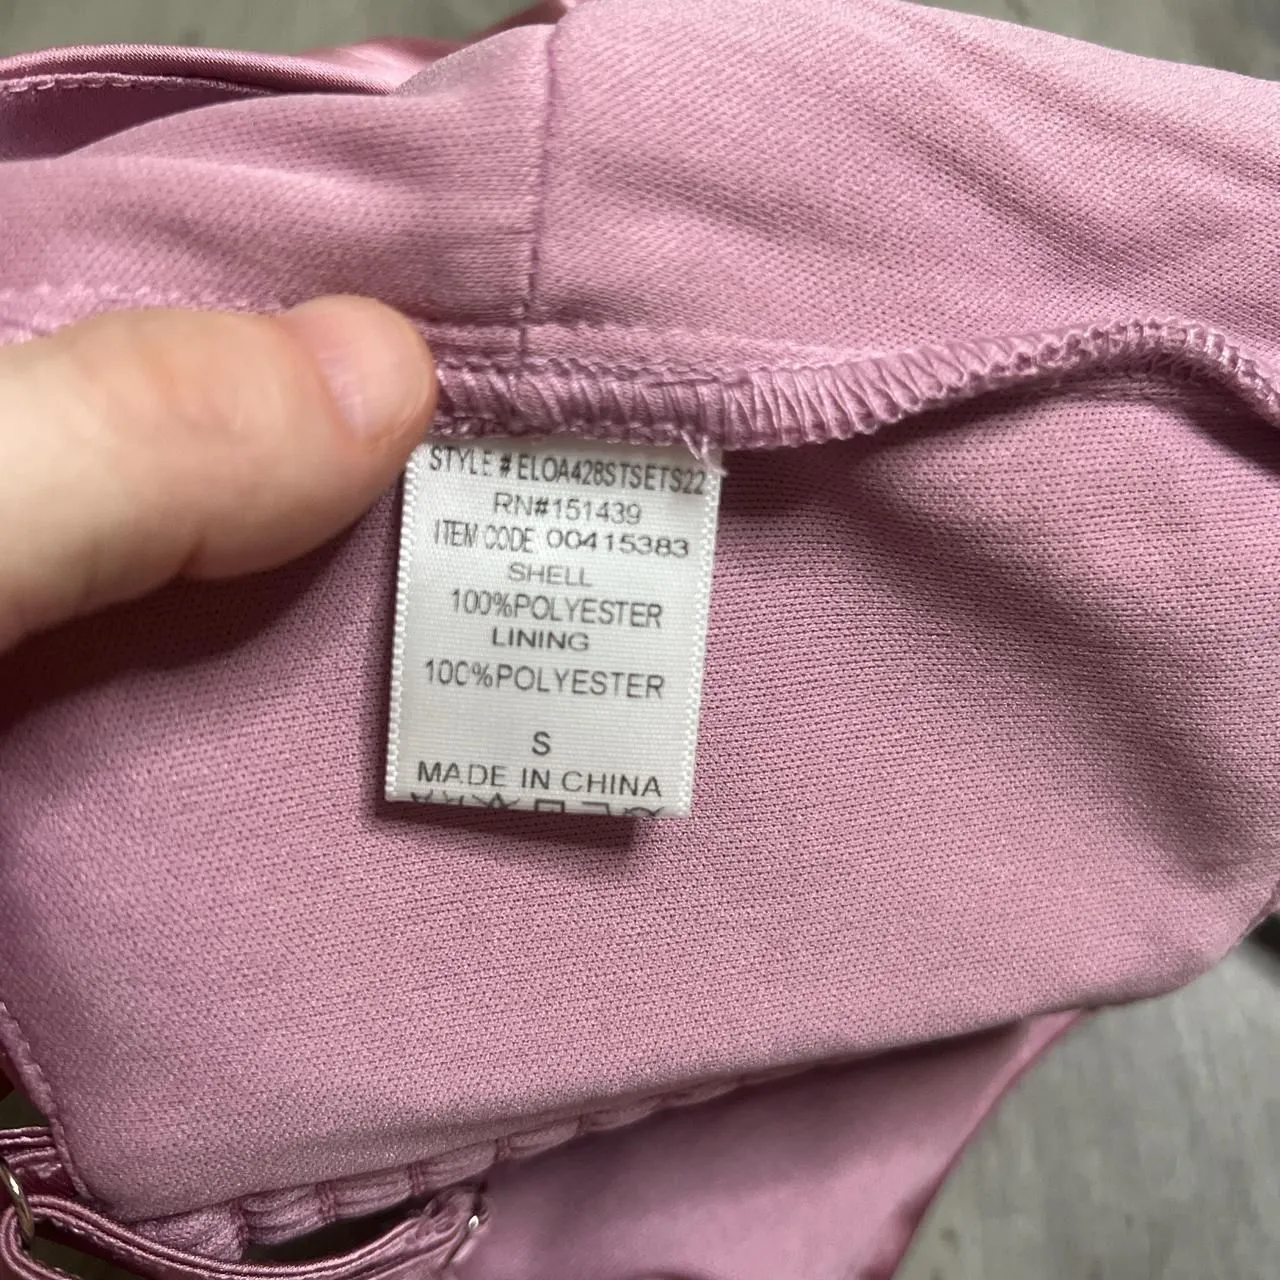 STYLE # ELOA428STSETS22
RN#151439
ITEM CODE 00415383
SHELL
100%POLYESTER
LINING
100%POLYESTER
S
MADE IN CHINA